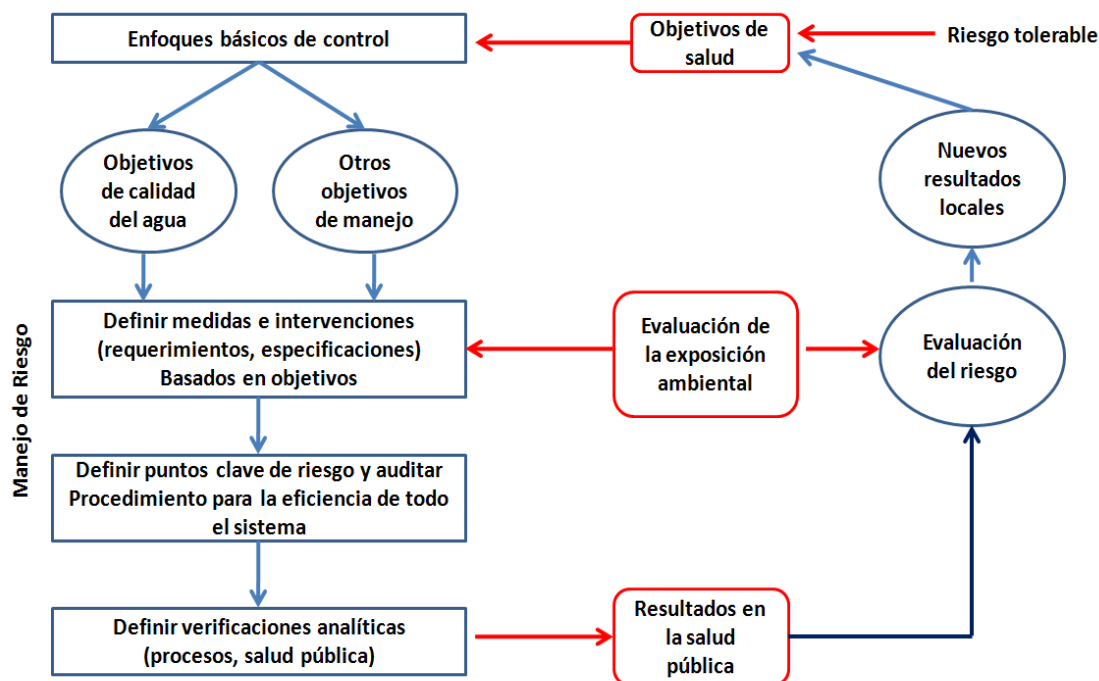 Enfoques básicos de control
Objetivos de
salud
Riesgo tolerable
Objetivos
de calidad
del agua
Otros
objetivos
de manejo
Nuevos
resultados
locales
Definir medidas e intervenciones
(requerimientos, especificaciones)
Basados en objetivos
Evaluación de
la exposición
ambiental
Evaluación
del riesgo
Manejo de Riesgo
Definir puntos clave de riesgo y auditar
Procedimiento para la eficiencia de todo
el sistema
Definir verificaciones analíticas
(procesos, salud pública)
Resultados en
la salud
pública